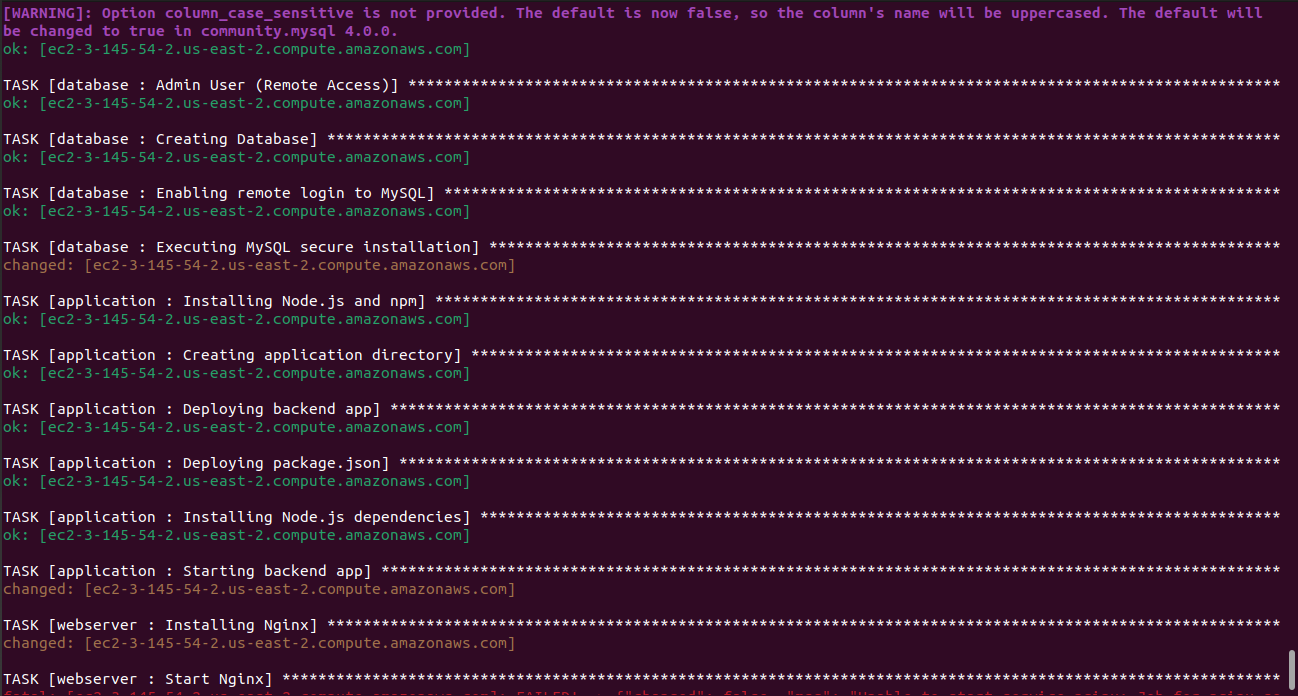 [WARNING]: Option column_case_sensitive is not provided. The default is now false, so the column's name will be uppercased. The default will
be changed to true in community.mysql 4.0.0.
ok: [ec2-3-145-54-2.us-east-2.compute.amazonaws.com]
TASK [database : Admin User (Remote Access)] *************************************************************************************************
ok: [ec2-3-145-54-2.us-east-2.compute.amazonaws.com]
TASK [database : Creating Database] **********************************************************************************************************
ok: [ec2-3-145-54-2.us-east-2.compute.amazonaws.com]
TASK [database : Enabling remote login to MySQL] *********************************************************************************************
ok: [ec2-3-145-54-2.us-east-2.compute.amazonaws.com]
TASK [database : Executing MySQL secure installation] ****************************************************************************************
changed: [ec2-3-145-54-2.us-east-2.compute.amazonaws.com]
TASK [application : Installing Node.js and npm] **********************************************************************************************
ok: [ec2-3-145-54-2.us-east-2.compute.amazonaws.com]
TASK [application : Creating application directory] ******************************************************************************************
ok: [ec2-3-145-54-2.us-east-2.compute.amazonaws.com]
TASK [application : Deploying backend app] ***************************************************************************************************
ok: [ec2-3-145-54-2.us-east-2.compute.amazonaws.com]
TASK [application : Deploying package.json] **************************************************************************************************
ok: [ec2-3-145-54-2.us-east-2.compute.amazonaws.com]
TASK [application : Installing Node.js dependencies] *****************************************************************************************
ok: [ec2-3-145-54-2.us-east-2.compute.amazonaws.com]
TASK [application : Starting backend app] ****************************************************************************************************
changed: [ec2-3-145-54-2.us-east-2.compute.amazonaws.com]
TASK [webserver : Installing Nginx] **********************************************************************************************************
changed: [ec2-3-145-54-2.us-east-2.compute.amazonaws.com]
TASK [webserver : Start Nginx] ***************************************************************************************************************